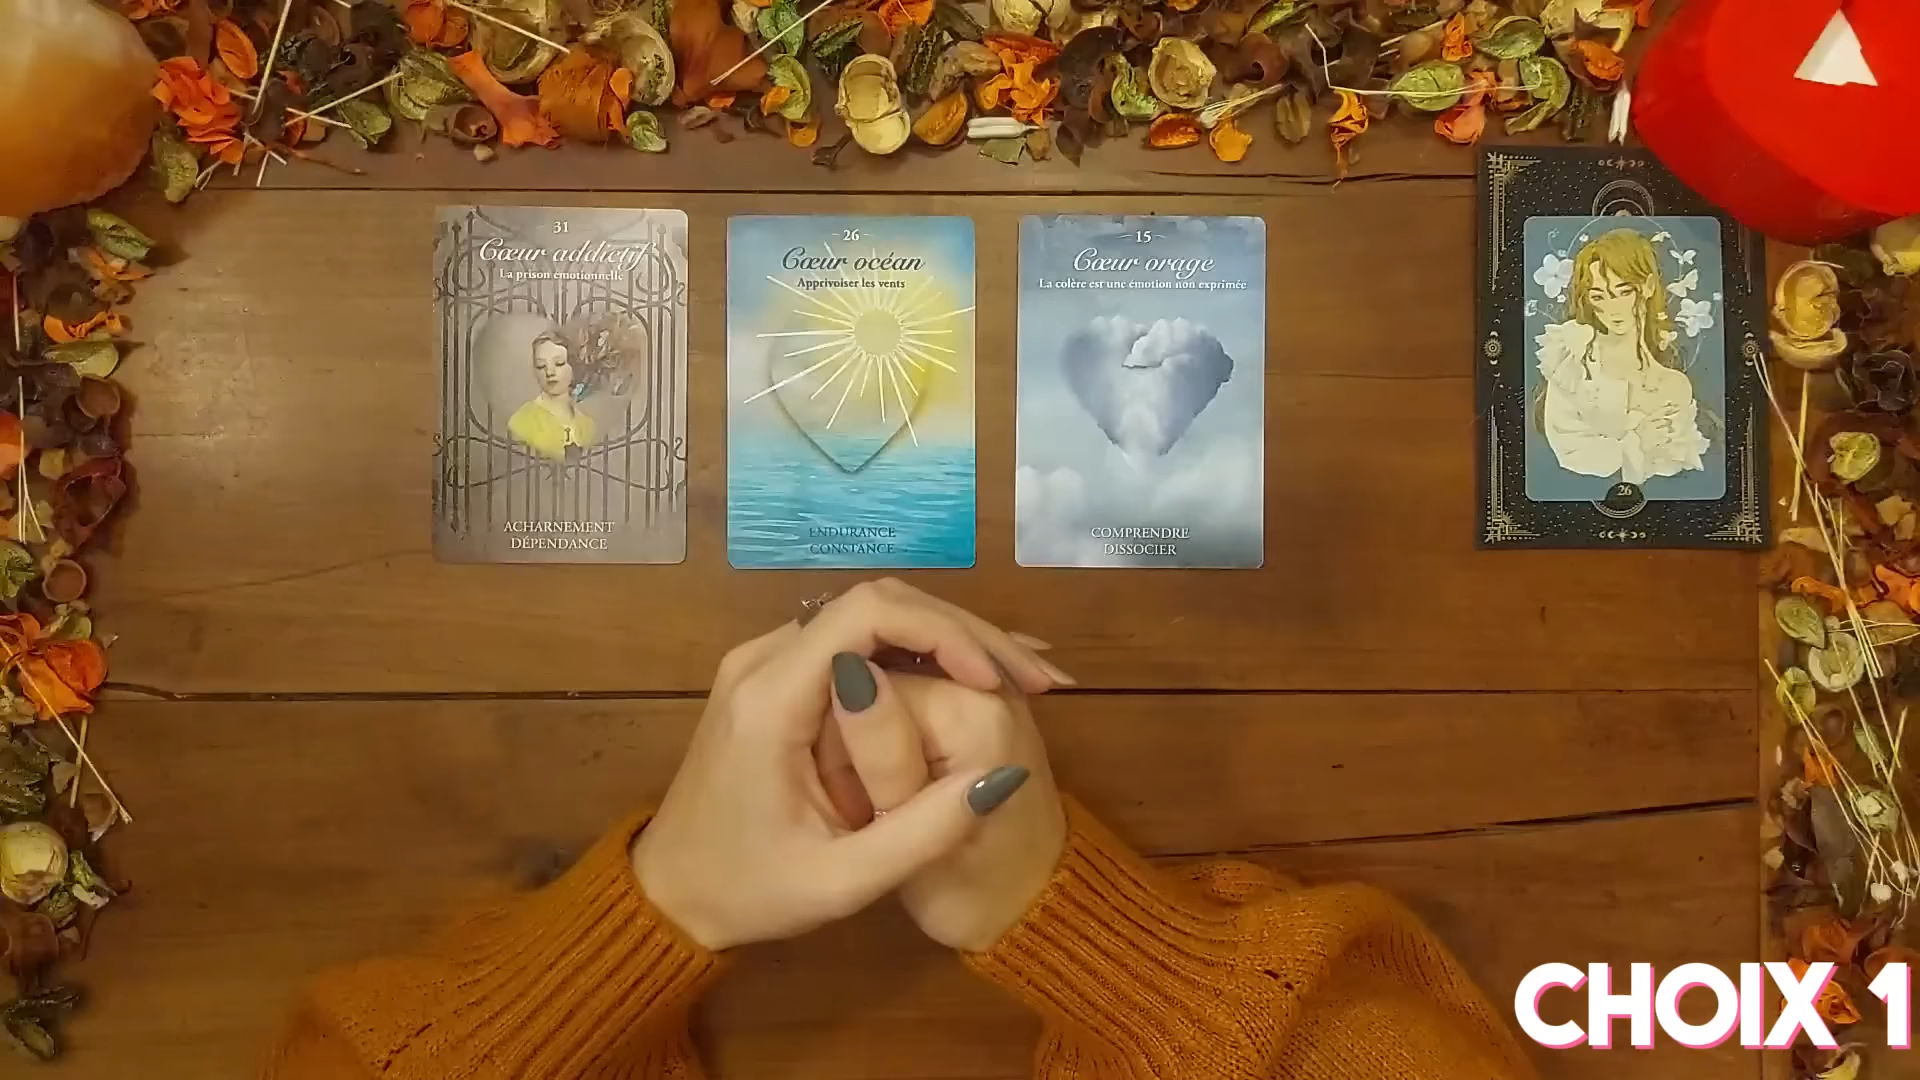 31
Cœur addictif
La prison émotionnelle
ACHARNEMENT
DÉPENDANCE
26
Cœur océan
Apprivoiser les vents
ENDURANCE
CONSTANCE
15
Cœur orage
La colère est une émotion non exprimée
COMPRENDRE
DISSOCIER
26
CHOIX 1